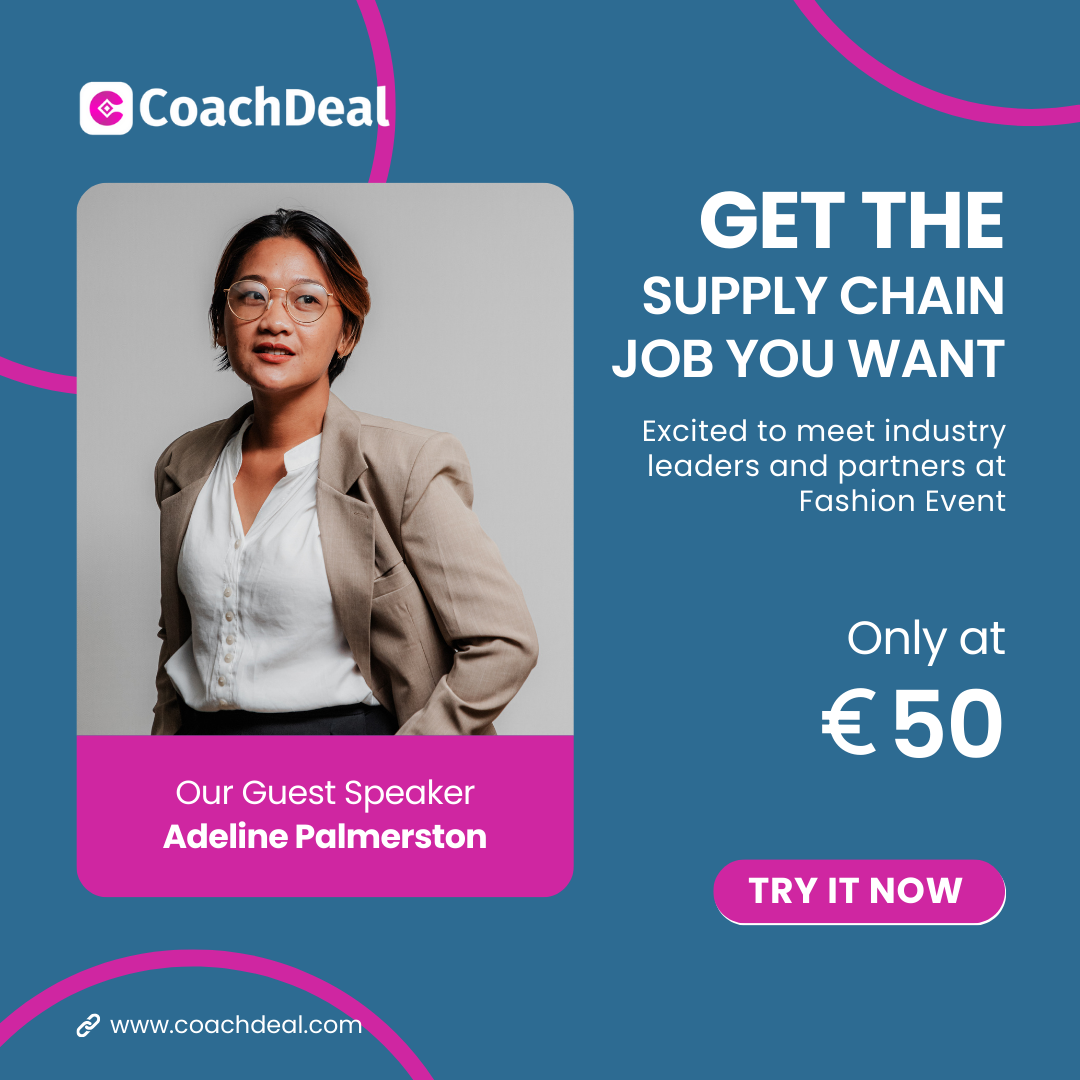 CoachDeal
GET THE
SUPPLY CHAIN
JOB YOU WANT
Excited to meet industry
leaders and partners at
Fashion Event
Only at
€50
Our Guest Speaker
Adeline Palmerston
TRY IT NOW
www.coachdeal.com